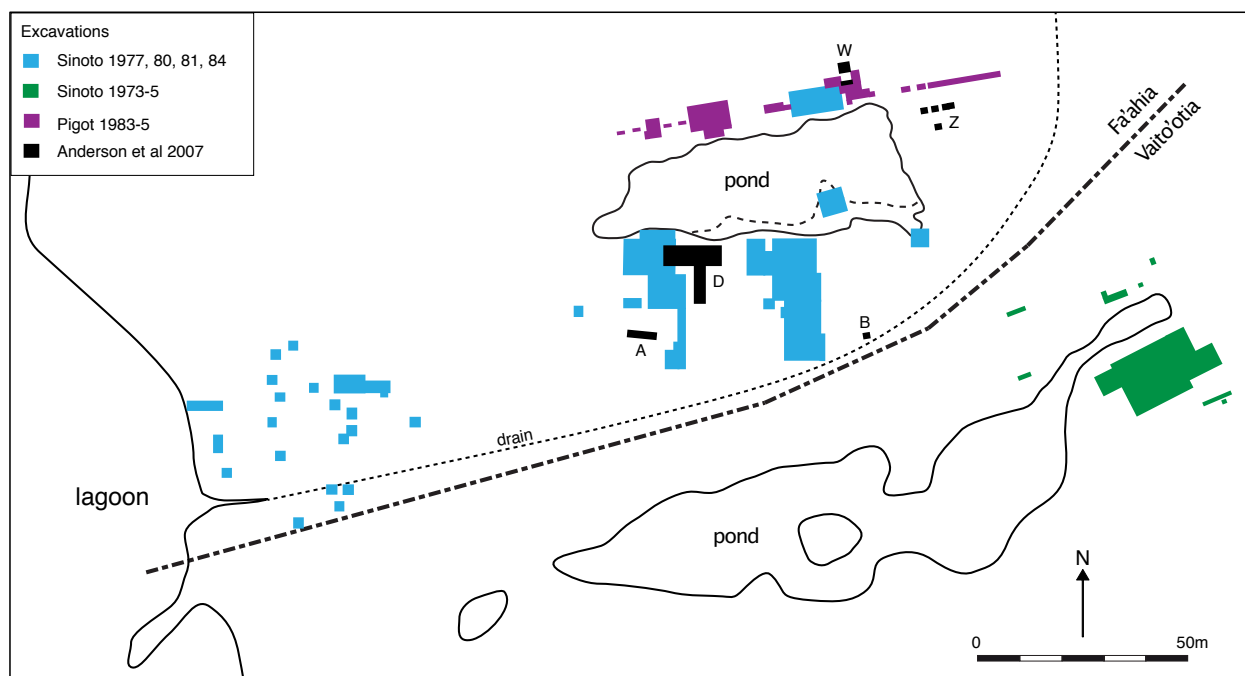 Excavations
Sinoto 1977, 80, 81, 84
Sinoto 1973-5
Pigot 1983-5
Anderson et al 2007
W
Z
Fa'ahia
Vaito'otia
pond
D
B
A
drain
lagoon
pond
N
0
50m